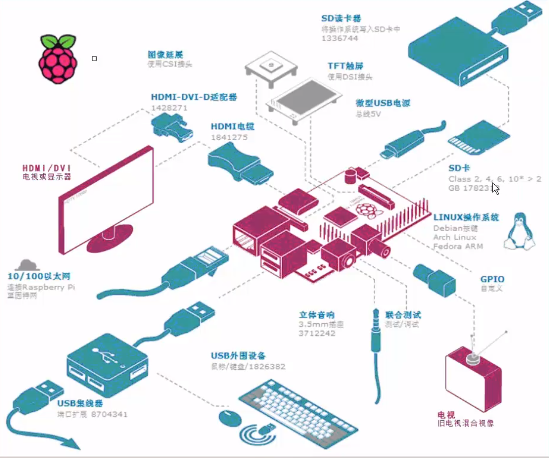 SD读卡器
将操作系统写入SD卡中
1336744
图像延展
使用CSI接头
TFT触屏
使用DSI接头
HDMI-DVI-D适配器
1428271
微型USB电源
总线5V
HDMI电缆
1841275
HDMI/DVI
电视或显示器
SD卡
Class 2, 4, 6, 10* > 2
GB 17823
LINUX操作系统
Debian按键
Arch Linux
Fedora ARM
10/100以太网
连接Raspberry Pi
至因特网
GPIO
自定义
立体音响
3.5mm插座
3712242
联合测试
测试/调试
USB外围设备
鼠标/键盘/1826382
USB集线器
端口扩展 8704341
电视
旧电视混合视像